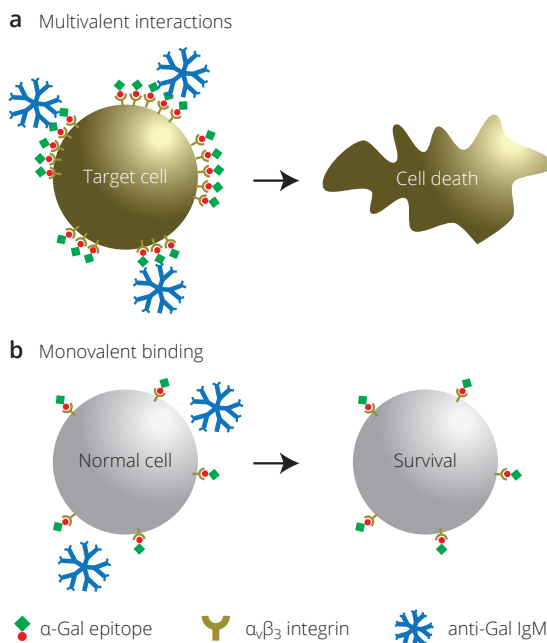 a Multivalent interactions
Target cell
Cell death
b Monovalent binding
Normal cell
Survival
α-Gal epitope
αvβ3 integrin
anti-Gal IgM